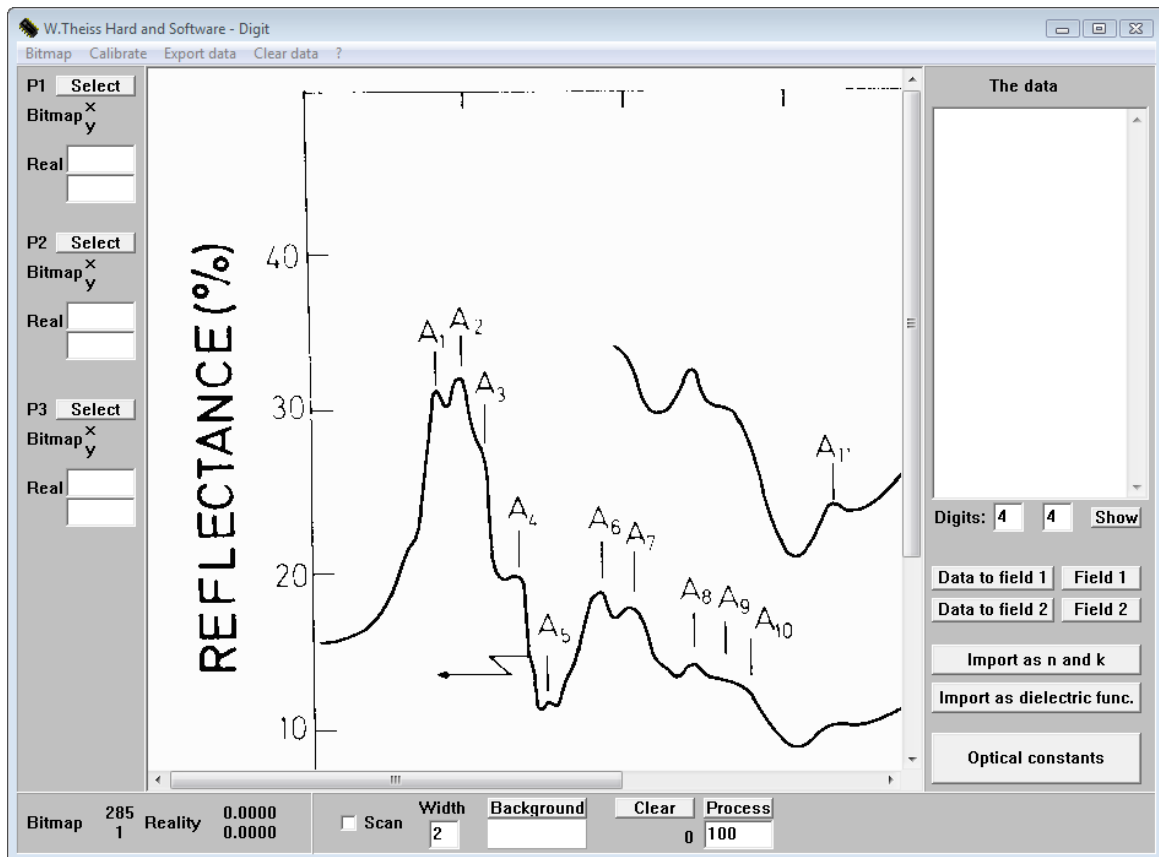 W.Theiss Hard and Software - Digit
Bitmap Calibrate Export data Clear data ?
P1 Select
Bitmap x
y
Real
P2 Select
Bitmap x
y
Real
P3 Select
Bitmap x
y
Real
REFLECTANCE (%)
40
30
20
10
A1
A2
A3
A4
A5
A6
A7
A8
A9
A10
A1'
The data
Digits: 4 4 Show
Data to field 1 Field 1
Data to field 2 Field 2
Import as n and k
Import as dielectric func.
Optical constants
Bitmap 285 Reality 0.0000
1 0.0000
Scan
Width
2
Background
Clear Process
0 100